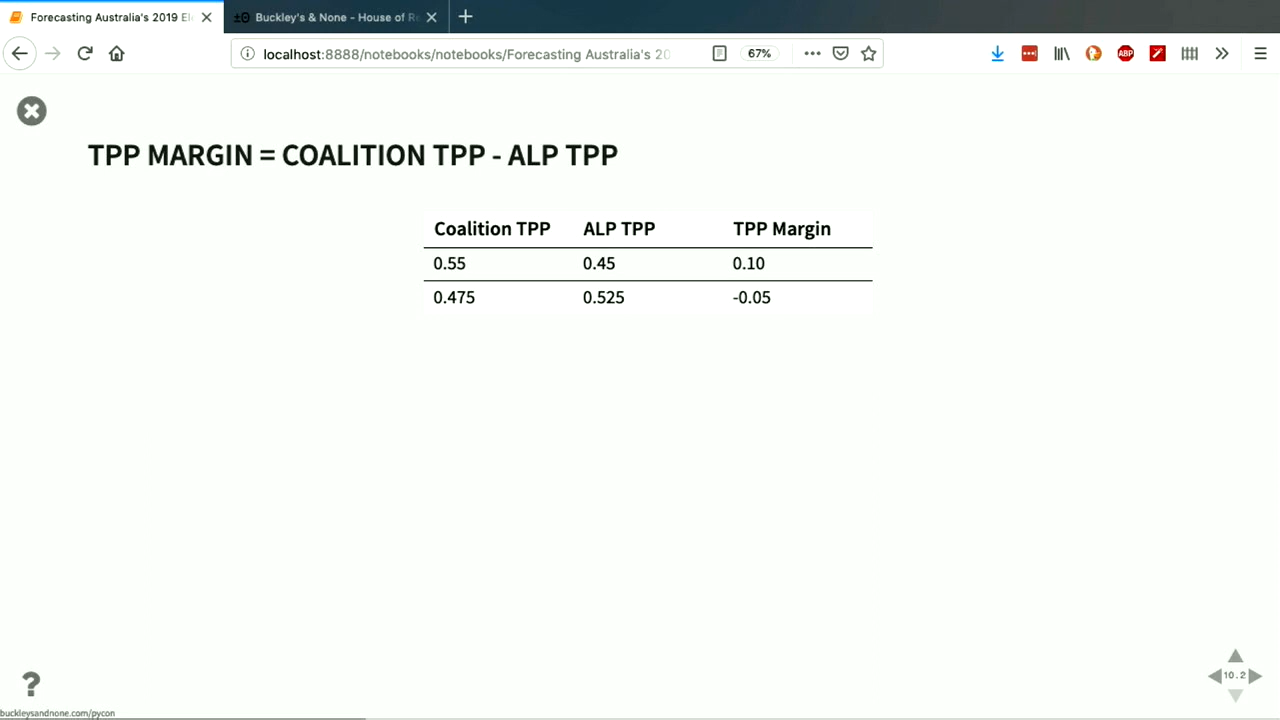 Forecasting Australia's 2019 El
Buckley's & None - House of Re
localhost:8888/notebooks/notebooks/Forecasting Australia's 20
67%
ABP
TPP MARGIN = COALITION TPP - ALP TPP
Coalition TPP ALP TPP TPP Margin
0.55 0.45 0.10
0.475 0.525 -0.05
?
10.2
buckleysandnone.com/pycon